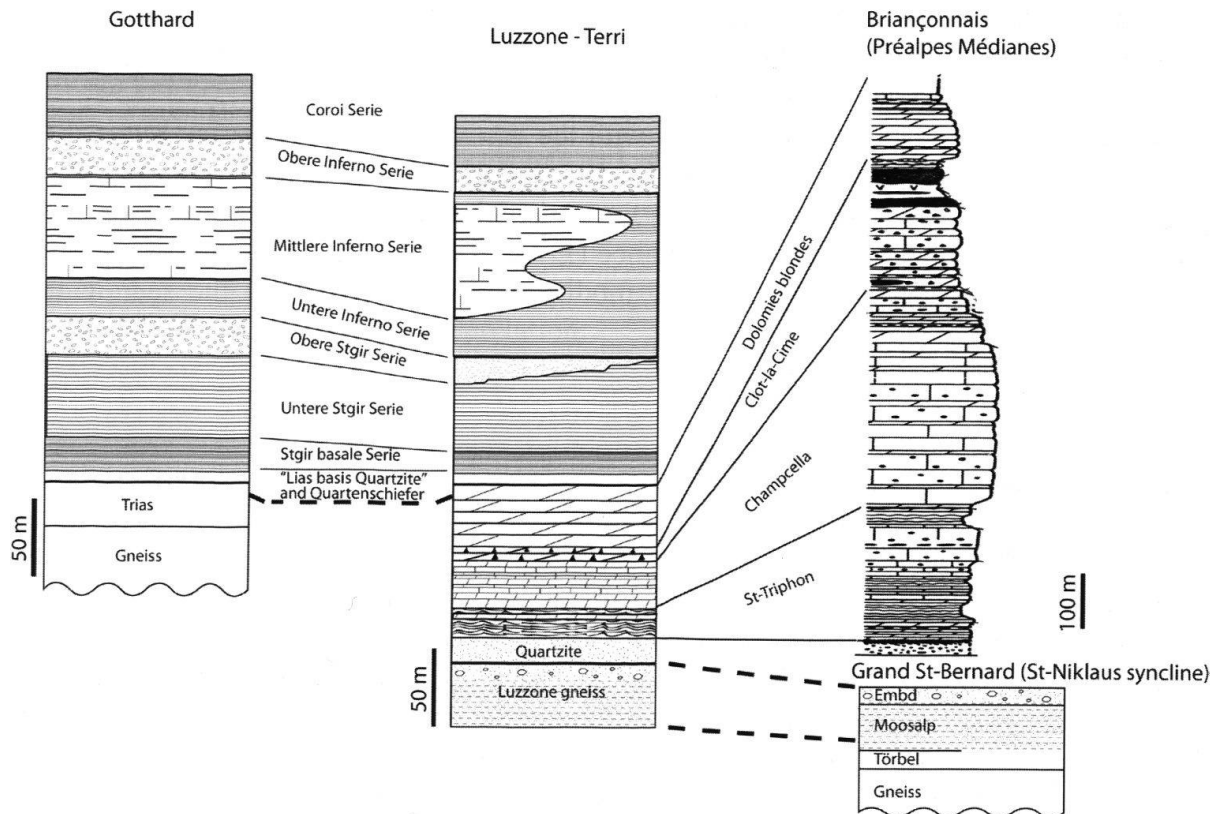 Gotthard
Luzzone - Terri
Briançonnais
(Préalpes Médianes)
Coroi Serie
Obere Inferno Serie
Mittlere Inferno Serie
Untere Inferno Serie
Obere Stgir Serie
Untere Stgir Serie
Stgir basale Serie
"Lias basis Quartzite"
and Quartenschiefer
Trias
Gneiss
50 m
Dolomies blondes
Clot-la-Cime
Champcella
St-Triphon
Quartzite
Luzzone gneiss
50 m
100 m
Grand St-Bernard (St-Niklaus syncline)
Embd
Moosalp
Törbel
Gneiss